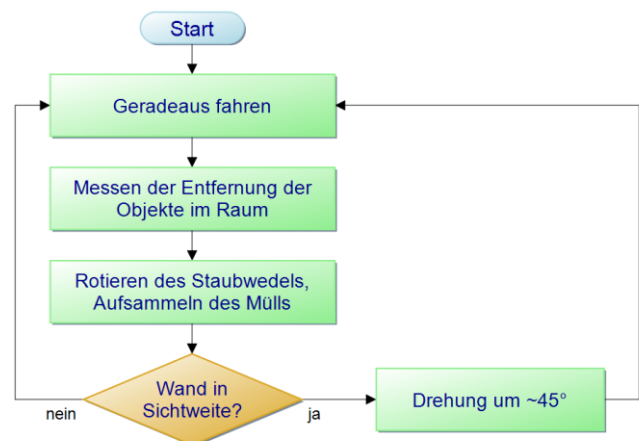 Start
Geradeaus fahren
Messen der Entfernung der
Objekte im Raum
Rotieren des Staubwedels,
Aufsammeln des Mülls
Wand in
Sichtweite?
nein
ja
Drehung um ~45°